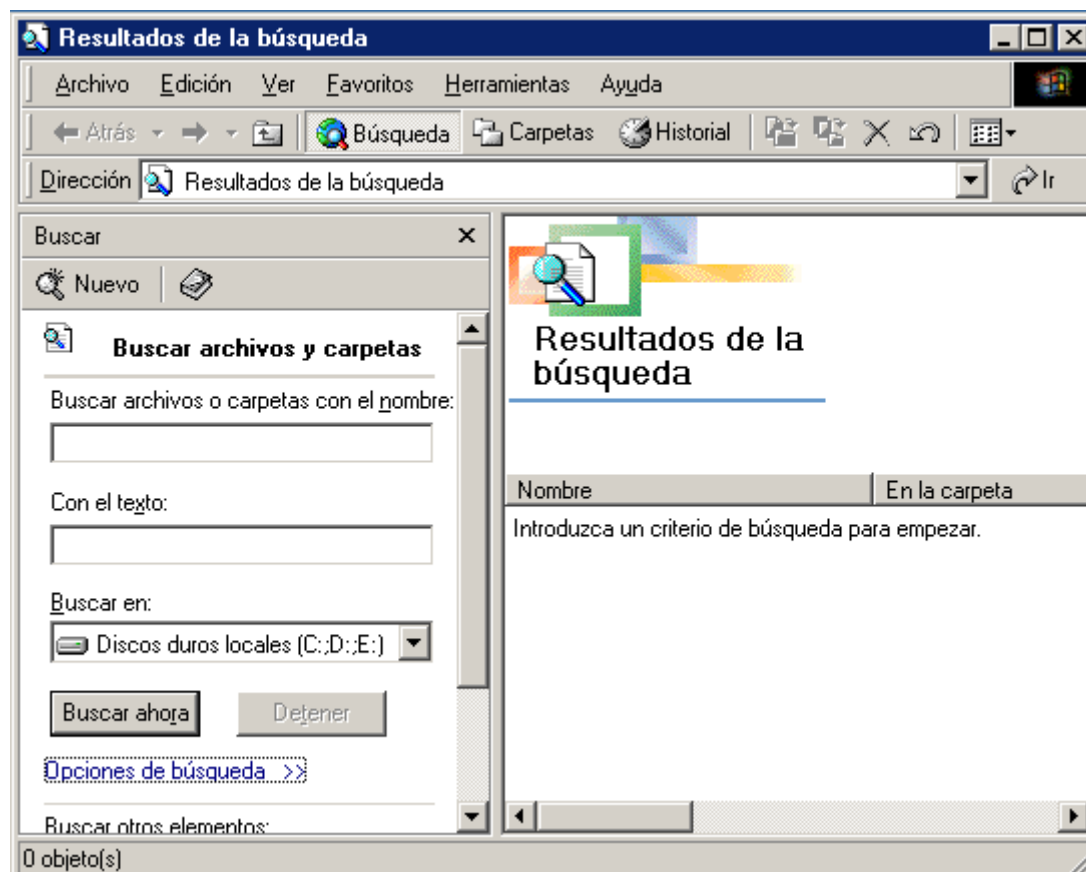 Resultados de la búsqueda
Archivo Edición Ver Favoritos Herramientas Ayuda
Atrás Búsqueda Carpetas Historial
Dirección Resultados de la búsqueda Ir
Buscar
Nuevo
Buscar archivos y carpetas
Buscar archivos o carpetas con el nombre:
Con el texto:
Buscar en:
Discos duros locales (C:;D:;E:)
Buscar ahora Detener
Opciones de búsqueda >>
Buscar otros elementos:
Resultados de la
búsqueda
Nombre En la carpeta
Introduzca un criterio de búsqueda para empezar.
0 objeto(s)